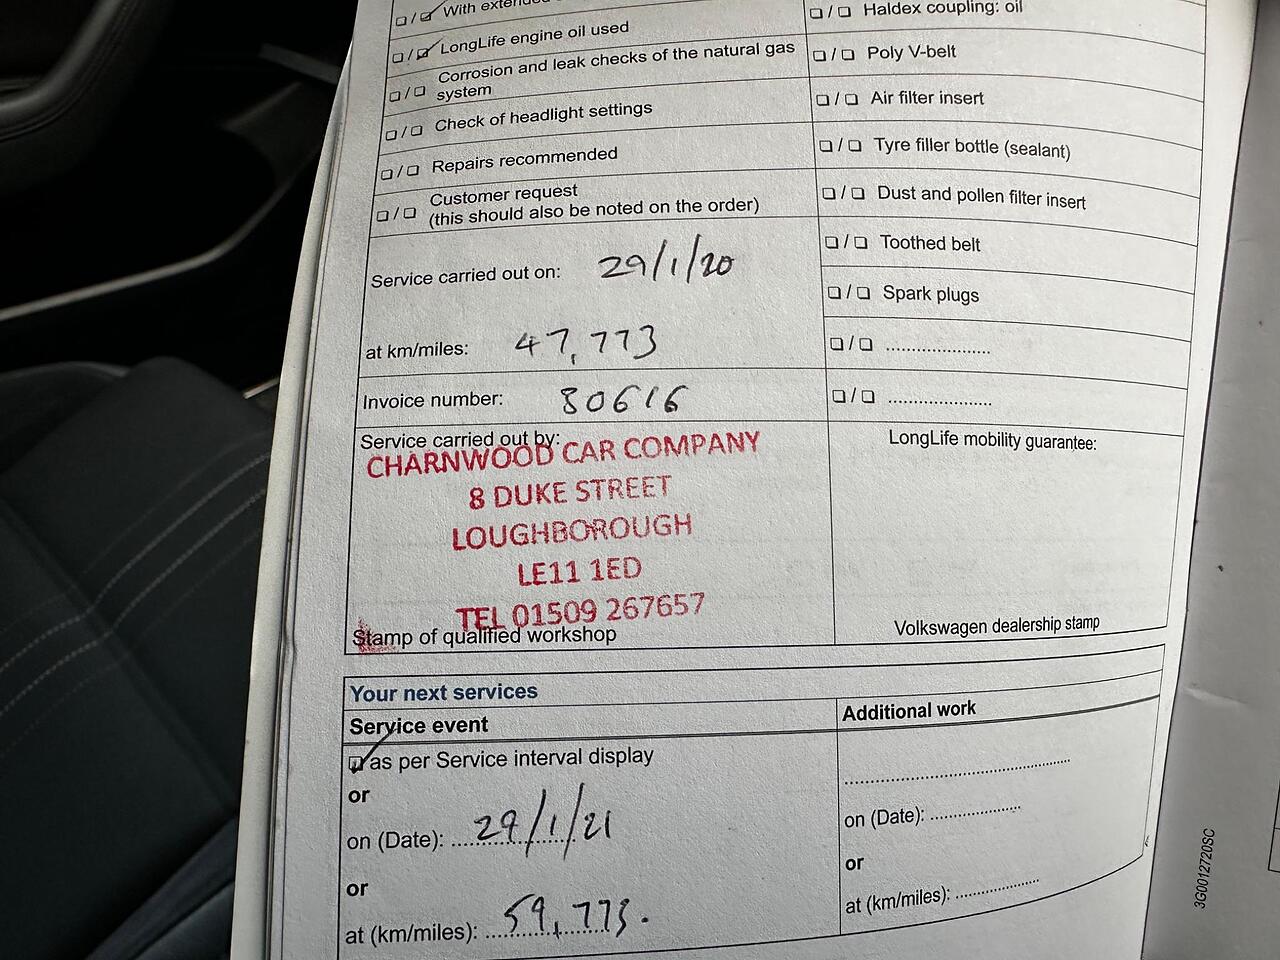 ☐ / ☑ With extended
☐ / ☑ LongLife engine oil used
☐ / ☐ Corrosion and leak checks of the natural gas
system
☐ / ☐ Check of headlight settings
☐ / ☐ Repairs recommended
☐ / ☐ Customer request
(this should also be noted on the order)
Service carried out on: 29/1/20
at km/miles: 47,773
Invoice number: 30616
Service carried out by:
CHARNWOOD CAR COMPANY
8 DUKE STREET
LOUGHBOROUGH
LE11 1ED
TEL 01509 267657
Stamp of qualified workshop
☐ / ☐ Haldex coupling: oil
☐ / ☐ Poly V-belt
☐ / ☐ Air filter insert
☐ / ☐ Tyre filler bottle (sealant)
☐ / ☐ Dust and pollen filter insert
☐ / ☐ Toothed belt
☐ / ☐ Spark plugs
☐ / ☐ .....................
☐ / ☐ .....................
LongLife mobility guarantee:
Volkswagen dealership stamp
Your next services
Service event
☑ as per Service interval display
or
on (Date): 29/1/21
or
at (km/miles): 59,773.
Additional work
.............................................
on (Date): ..................
or
at (km/miles): .................
3G0012720SC